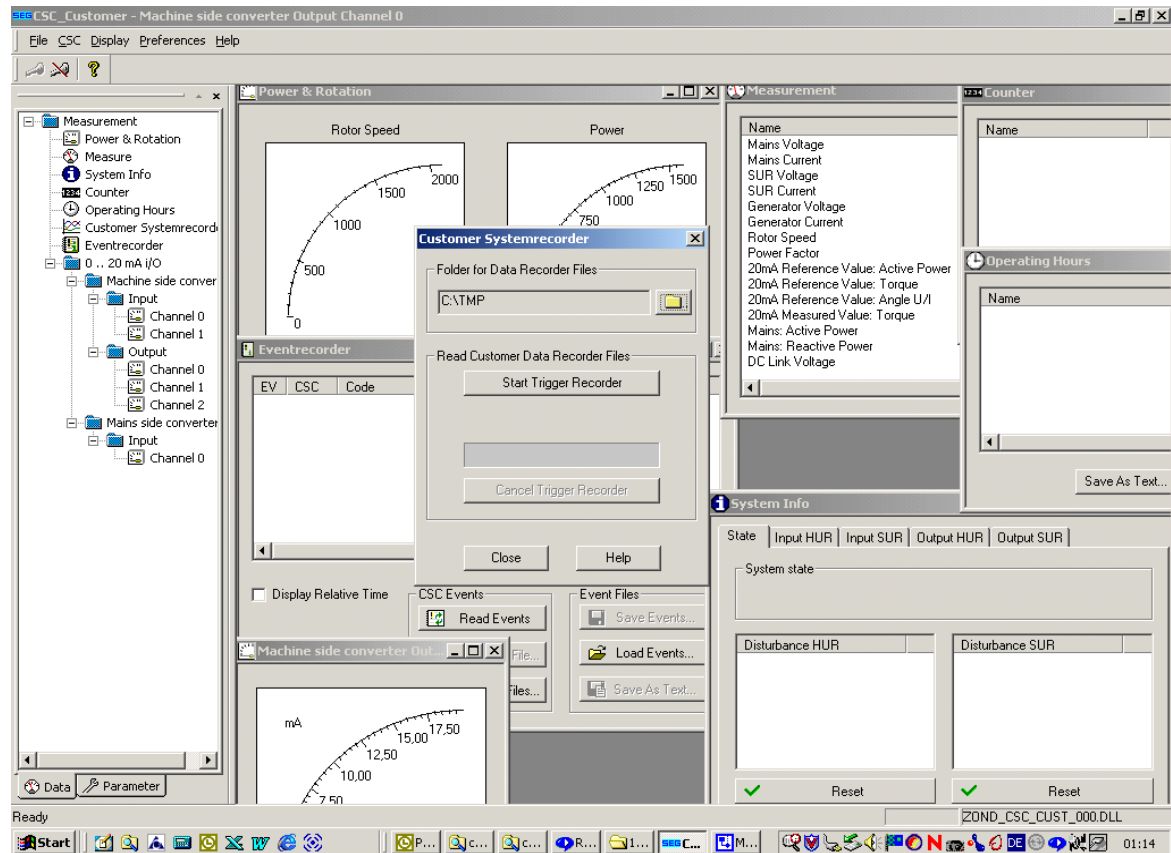 SEG CSC_Customer - Machine side converter Output Channel 0
File CSC Display Preferences Help
Measurement
Power & Rotation
Measure
System Info
1234 Counter
Operating Hours
Customer Systemrecord
Eventrecorder
0 .. 20 mA i/O
Machine side conver
Input
Channel 0
Channel 1
Output
Channel 0
Channel 1
Channel 2
Mains side converter
Input
Channel 0
Data Parameter
Power & Rotation
Rotor Speed
0
500
1000
1500
2000
Power
750
1000
1250
1500
Customer Systemrecorder
Folder for Data Recorder Files
C:\TMP
Read Customer Data Recorder Files
Start Trigger Recorder
Cancel Trigger Recorder
Close Help
Eventrecorder
EV CSC Code
Display Relative Time
CSC Events
Read Events
File...
Files...
Event Files
Save Events...
Load Events...
Save As Text...
Machine side converter Out...
mA
7,50
10,00
12,50
15,00
17,50
Measurement
Name
Mains Voltage
Mains Current
SUR Voltage
SUR Current
Generator Voltage
Generator Current
Rotor Speed
Power Factor
20mA Reference Value: Active Power
20mA Reference Value: Torque
20mA Reference Value: Angle U/I
20mA Measured Value: Torque
Mains: Active Power
Mains: Reactive Power
DC Link Voltage
1234 Counter
Name
Operating Hours
Name
Save As Text...
System Info
State Input HUR Input SUR Output HUR Output SUR
System state
Disturbance HUR
Disturbance SUR
Reset
Reset
Ready
ZOND_CSC_CUST_000.DLL
Start P... c... c... R... 1... SEG C... M... DE 01:14